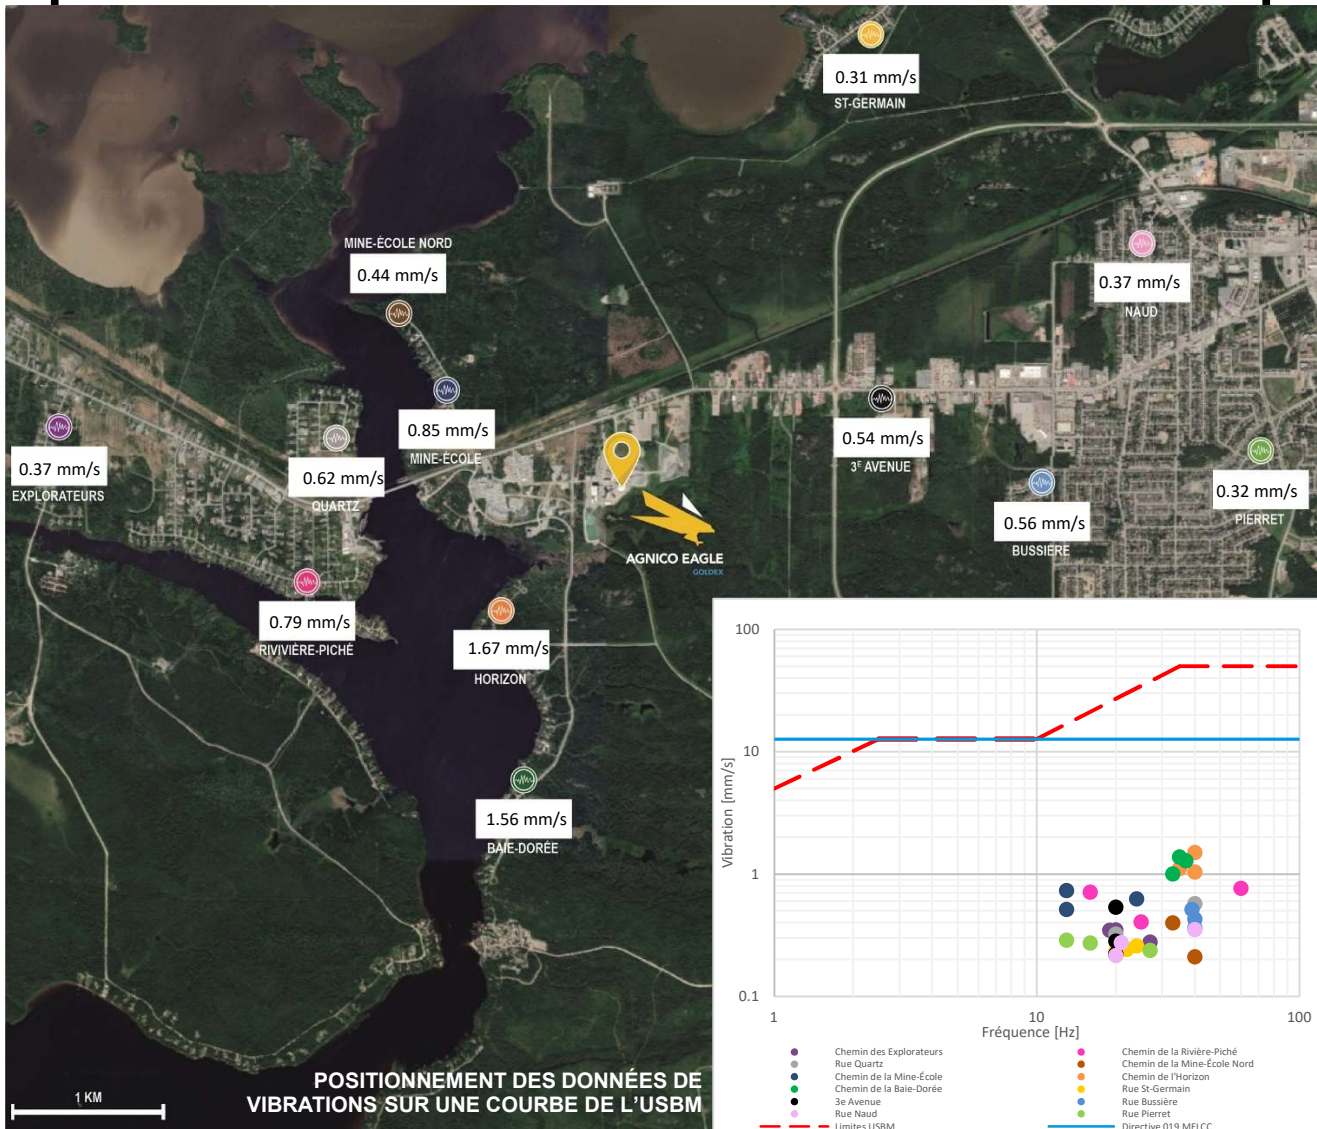 0.31 mm/s
ST-GERMAIN
MINE-ÉCOLE NORD
0.44 mm/s
0.37 mm/s
NAUD
0.85 mm/s
MINE-ÉCOLE
0.54 mm/s
3E AVENUE
0.37 mm/s
EXPLORATEURS
0.62 mm/s
QUARTZ
0.32 mm/s
PIERRET
0.56 mm/s
BUSSIÈRE
AGNICO EAGLE
GOLDEX
0.79 mm/s
RIVIVIÈRE-PICHÉ
1.67 mm/s
HORIZON
1.56 mm/s
BAIE-DORÉE
POSITIONNEMENT DES DONNÉES DE
VIBRATIONS SUR UNE COURBE DE L'USBM
1 KM
100
10
1
0.1
Vibration [mm/s]
1
10
100
Fréquence [Hz]
Chemin des Explorateurs
Chemin de la Rivière-Piché
Rue Quartz
Chemin de la Mine-École Nord
Chemin de la Mine-École
Chemin de l'Horizon
Chemin de la Baie-Dorée
Rue St-Germain
3e Avenue
Rue Bussière
Rue Naud
Rue Pierret
Limites USBM
Directive 019 MELCC